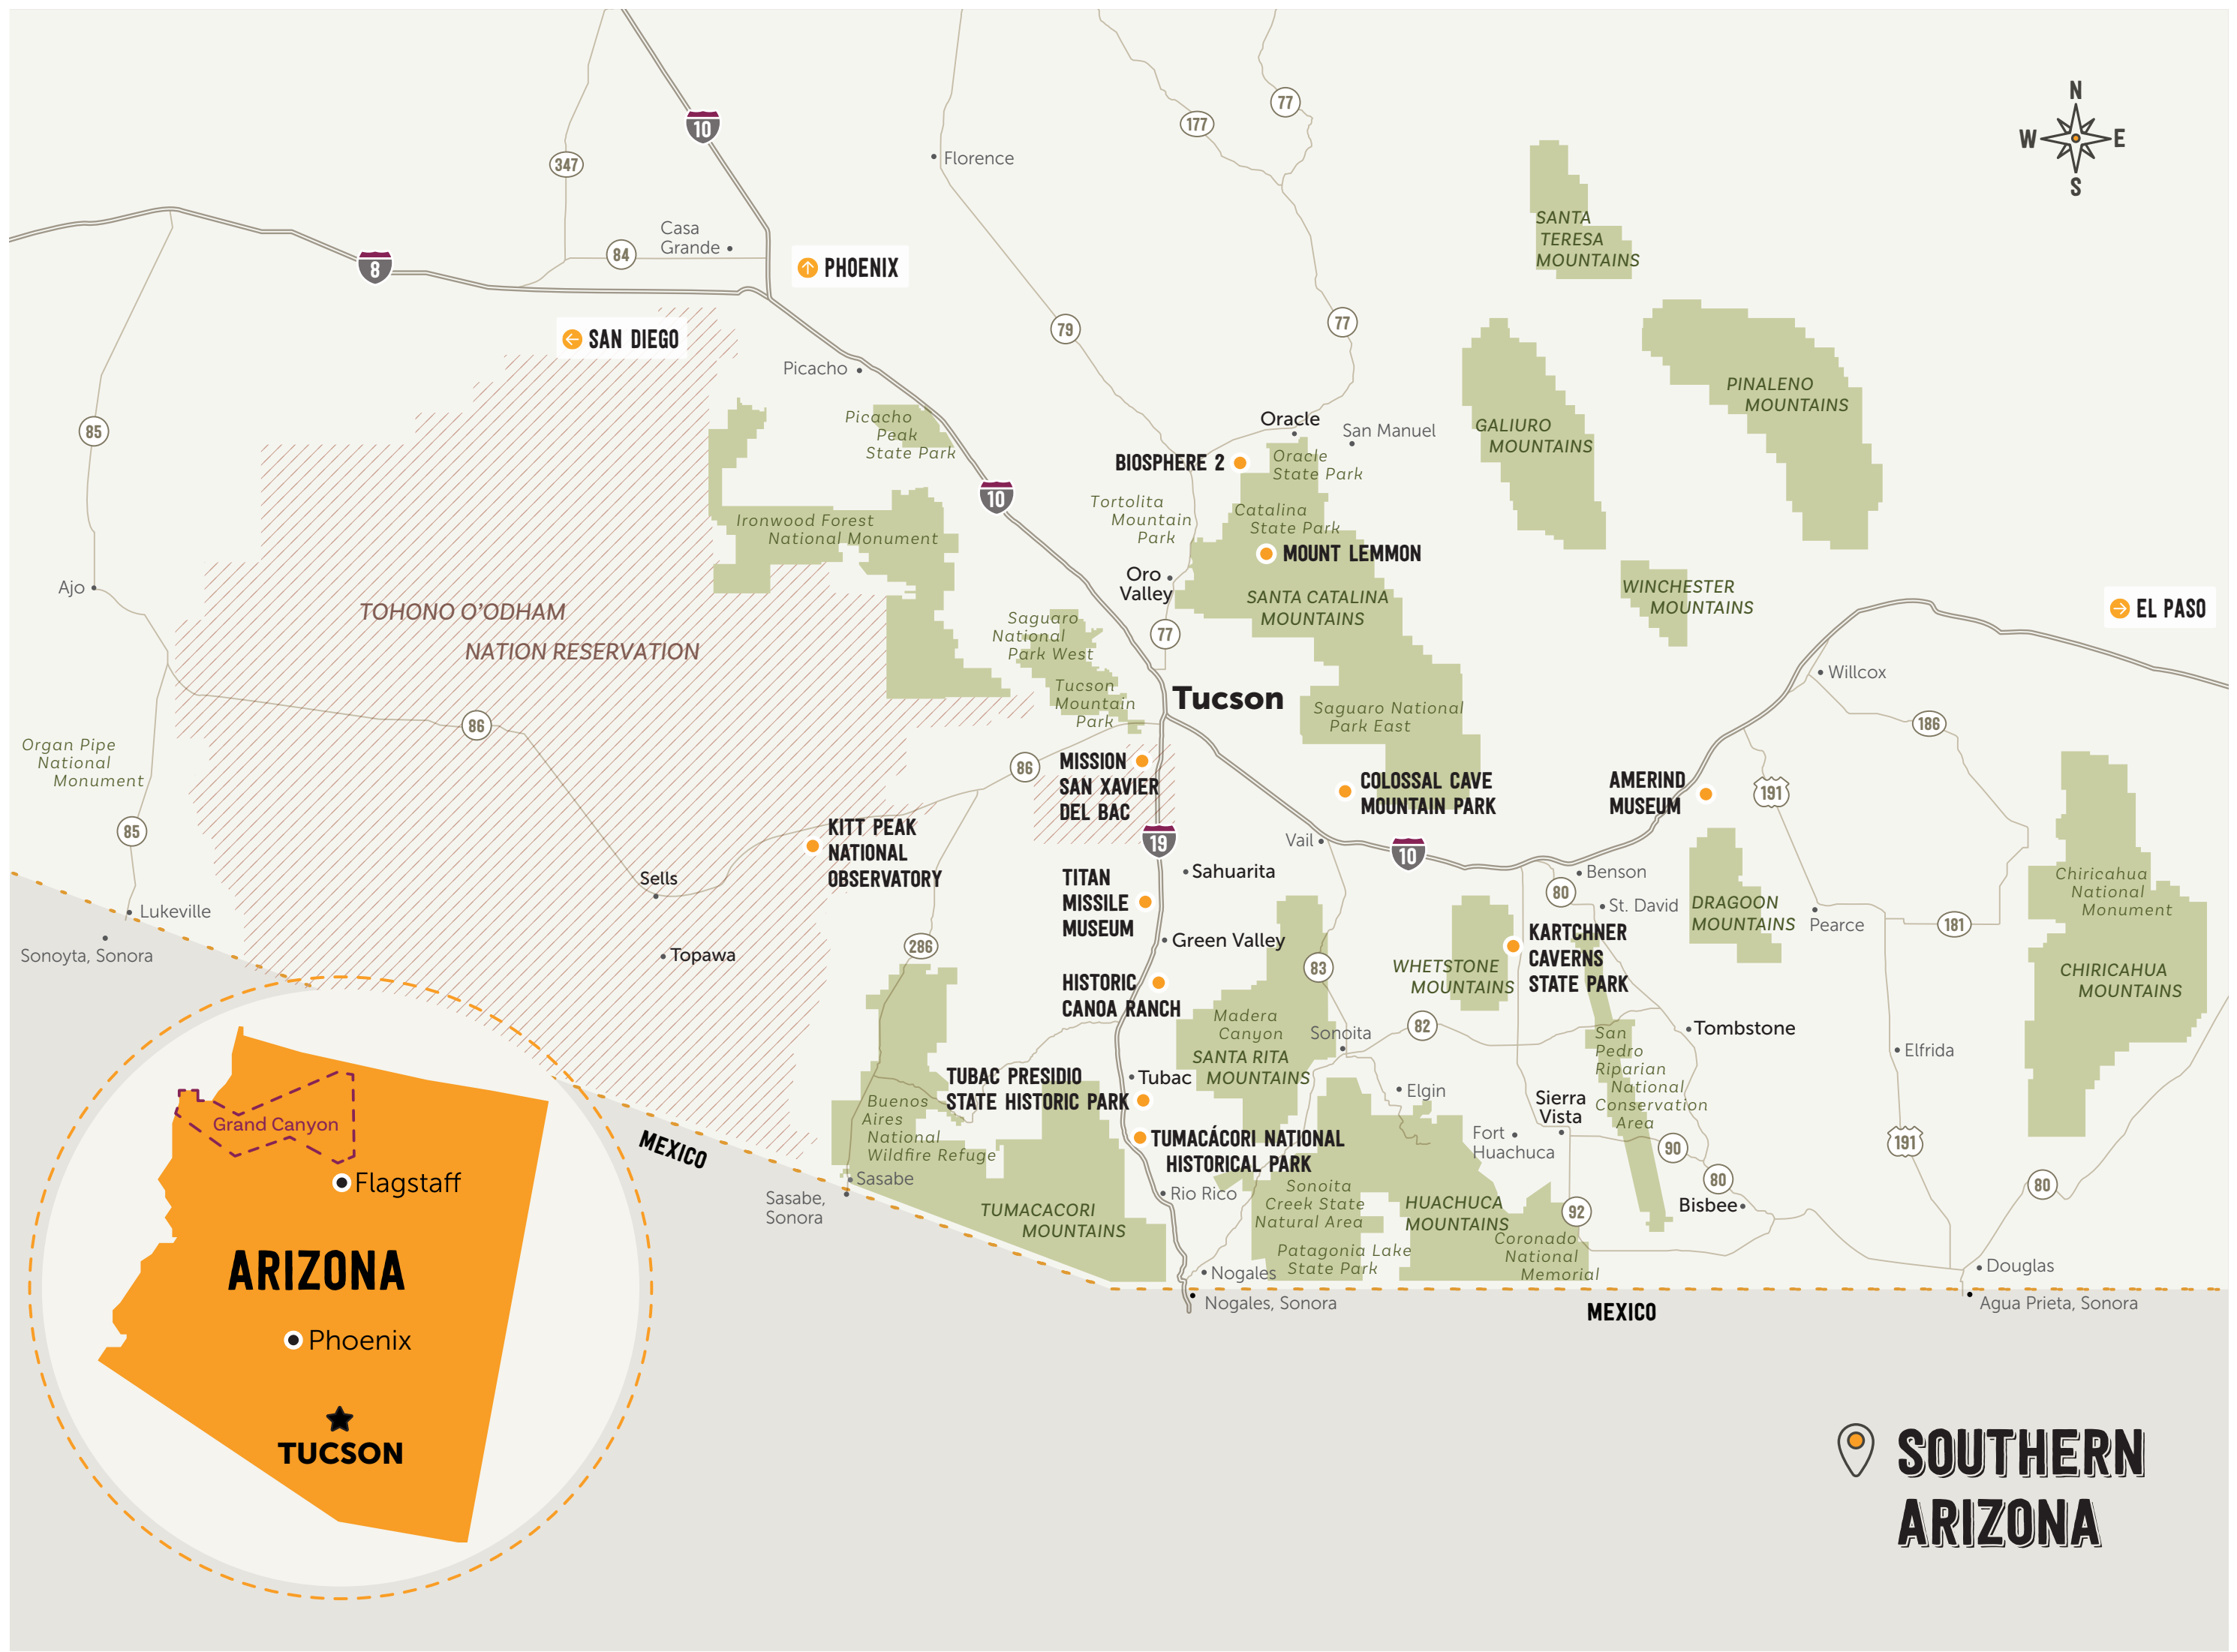 N
W E
S
77
177
10
347
Florence
SANTA
TERESA
MOUNTAINS
Casa
Grande
84
8
PHOENIX
79
77
SAN DIEGO
Picacho
PINALENO
MOUNTAINS
Picacho
Peak
State Park
Oracle
San Manuel
GALIURO
MOUNTAINS
85
BIOSPHERE 2
Oracle
State Park
10
Tortolita
Mountain
Park
Catalina
State Park
Ironwood Forest
National Monument
MOUNT LEMMON
Oro
Valley
Ajo
SANTA CATALINA
MOUNTAINS
WINCHESTER
MOUNTAINS
EL PASO
TOHONO O'ODHAM
NATION RESERVATION
Saguaro
National
Park West
77
Willcox
Tucson
Mountain
Park
Tucson
Saguaro National
Park East
86
186
Organ Pipe
National
Monument
86
MISSION
SAN XAVIER
DEL BAC
COLOSSAL CAVE
MOUNTAIN PARK
AMERIND
MUSEUM
191
85
KITT PEAK
NATIONAL
OBSERVATORY
19
Vail
10
Sells
TITAN
MISSILE
MUSEUM
Sahuarita
Benson
80
St. David
DRAGOON
MOUNTAINS
Pearce
181
Chiricahua
National
Monument
Lukeville
Sonoyta, Sonora
Topawa
286
Green Valley
83
WHETSTONE
MOUNTAINS
KARTCHNER
CAVERNS
STATE PARK
CHIRICAHUA
MOUNTAINS
HISTORIC
CANOA RANCH
Madera
Canyon
SANTA RITA
MOUNTAINS
Sonoita
82
San
Pedro
Riparian
National
Conservation
Area
Tombstone
Elfrida
TUBAC PRESIDIO
STATE HISTORIC PARK
Tubac
Elgin
Sierra
Vista
Buenos
Aires
National
Wildfire Refuge
TUMACÁCORI NATIONAL
HISTORICAL PARK
Fort
Huachuca
90
191
MEXICO
Sasabe
Sasabe,
Sonora
Rio Rico
TUMACACORI
MOUNTAINS
Sonoita
Creek State
Natural Area
HUACHUCA
MOUNTAINS
92
80
Bisbee
80
Patagonia Lake
State Park
Coronado
National
Memorial
Nogales
Nogales, Sonora
MEXICO
Douglas
Agua Prieta, Sonora
Grand Canyon
Flagstaff
ARIZONA
Phoenix
TUCSON
SOUTHERN
ARIZONA